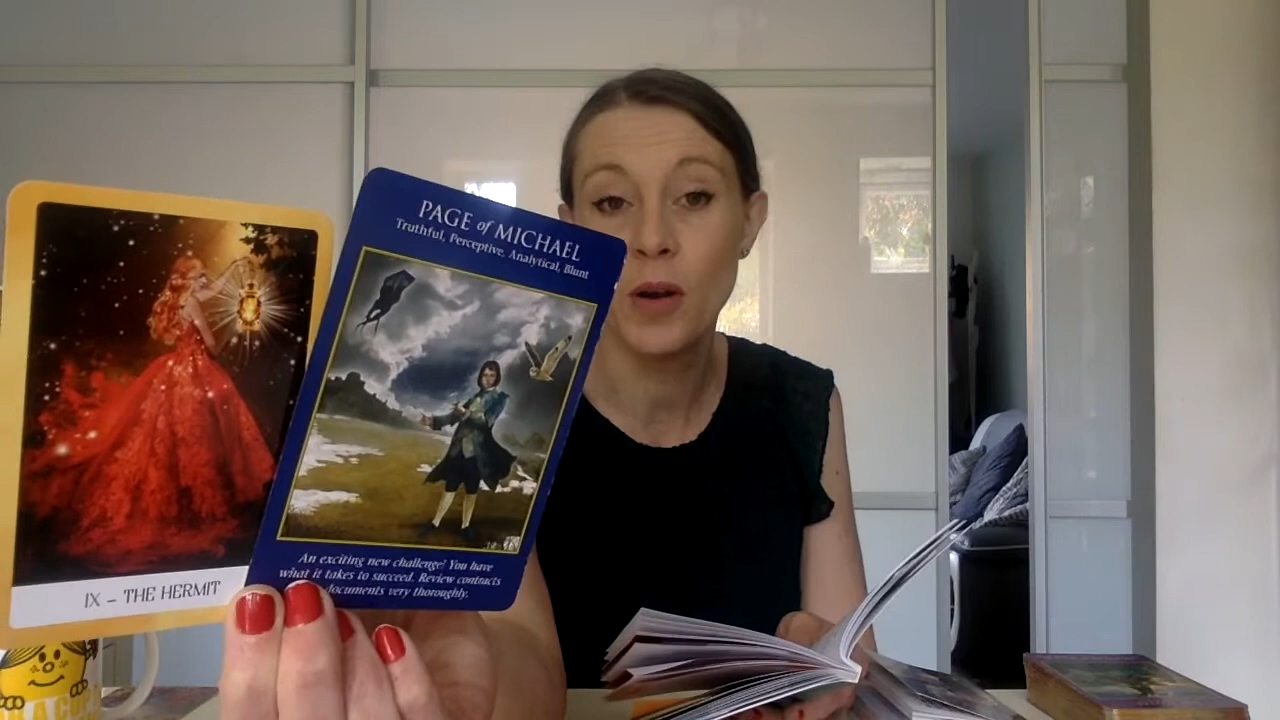 IX – THE HERMIT
PAGE of MICHAEL
Truthful, Perceptive, Analytical, Blunt
An exciting new challenge! You have
what it takes to succeed. Review contracts
documents very thoroughly.
A CUP